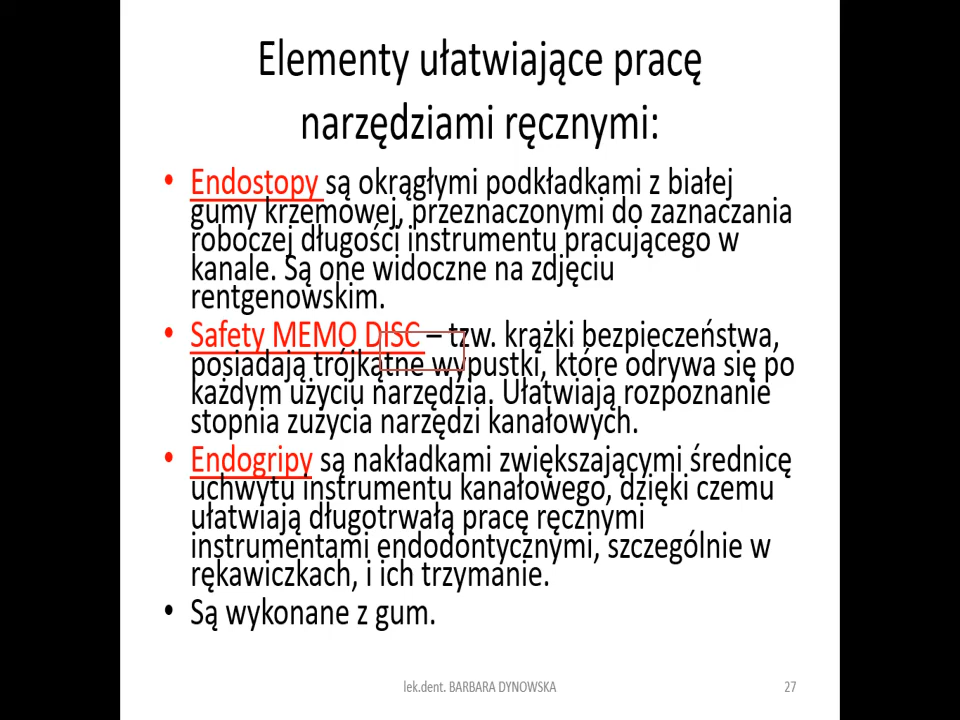 Elementy ułatwiające pracę
narzędziami ręcznymi:
• Endostopy są okrągłymi podkładkami z białej
gumy krzemowej, przeznaczonymi do zaznaczania
roboczej długości instrumentu pracującego w
kanale. Są one widoczne na zdjęciu
rentgenowskim.
• Safety MEMO DISC – tzw. krążki bezpieczeństwa,
posiadają trójkątne wypustki, które odrywa się po
każdym użyciu narzędzia. Ułatwiają rozpoznanie
stopnia zużycia narzędzi kanałowych.
• Endogripy są nakładkami zwiększającymi średnicę
uchwytu instrumentu kanałowego, dzięki czemu
ułatwiają długotrwałą pracę ręcznymi
instrumentami endodontycznymi, szczególnie w
rękawiczkach, i ich trzymanie.
• Są wykonane z gum.
lek.dent. BARBARA DYNOWSKA
27